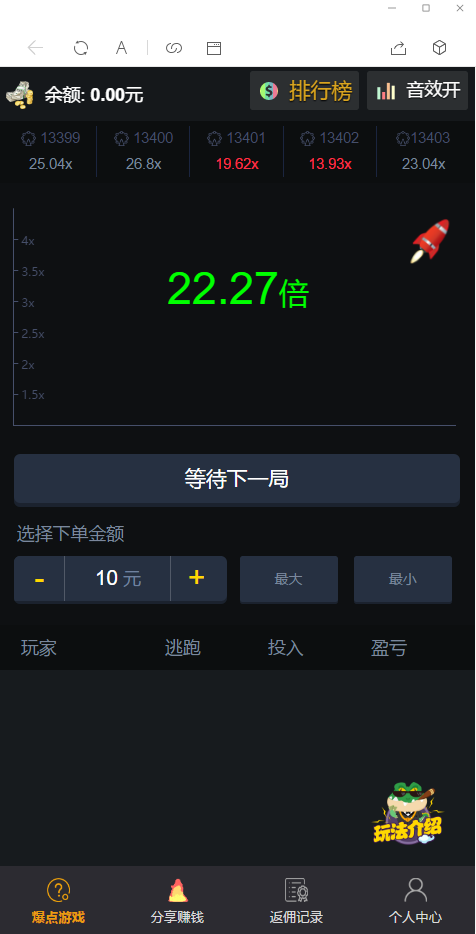 余额: 0.00元
排行榜
音效开
13399 13400 13401 13402 13403
25.04x 26.8x 19.62x 13.93x 23.04x
4x
22.27倍
3.5x
3x
2.5x
2x
1.5x
等待下一局
选择下单金额
- 10 元 + 最大 最小
玩家 逃跑 投入 盈亏
玩法介绍
爆点游戏 分享赚钱 返佣记录 个人中心